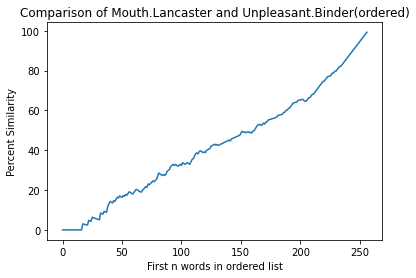 Comparison of Mouth.Lancaster and Unpleasant.Binder(ordered)
100
80
60
40
20
0
Percent Similarity
0 50 100 150 200 250
First n words in ordered list